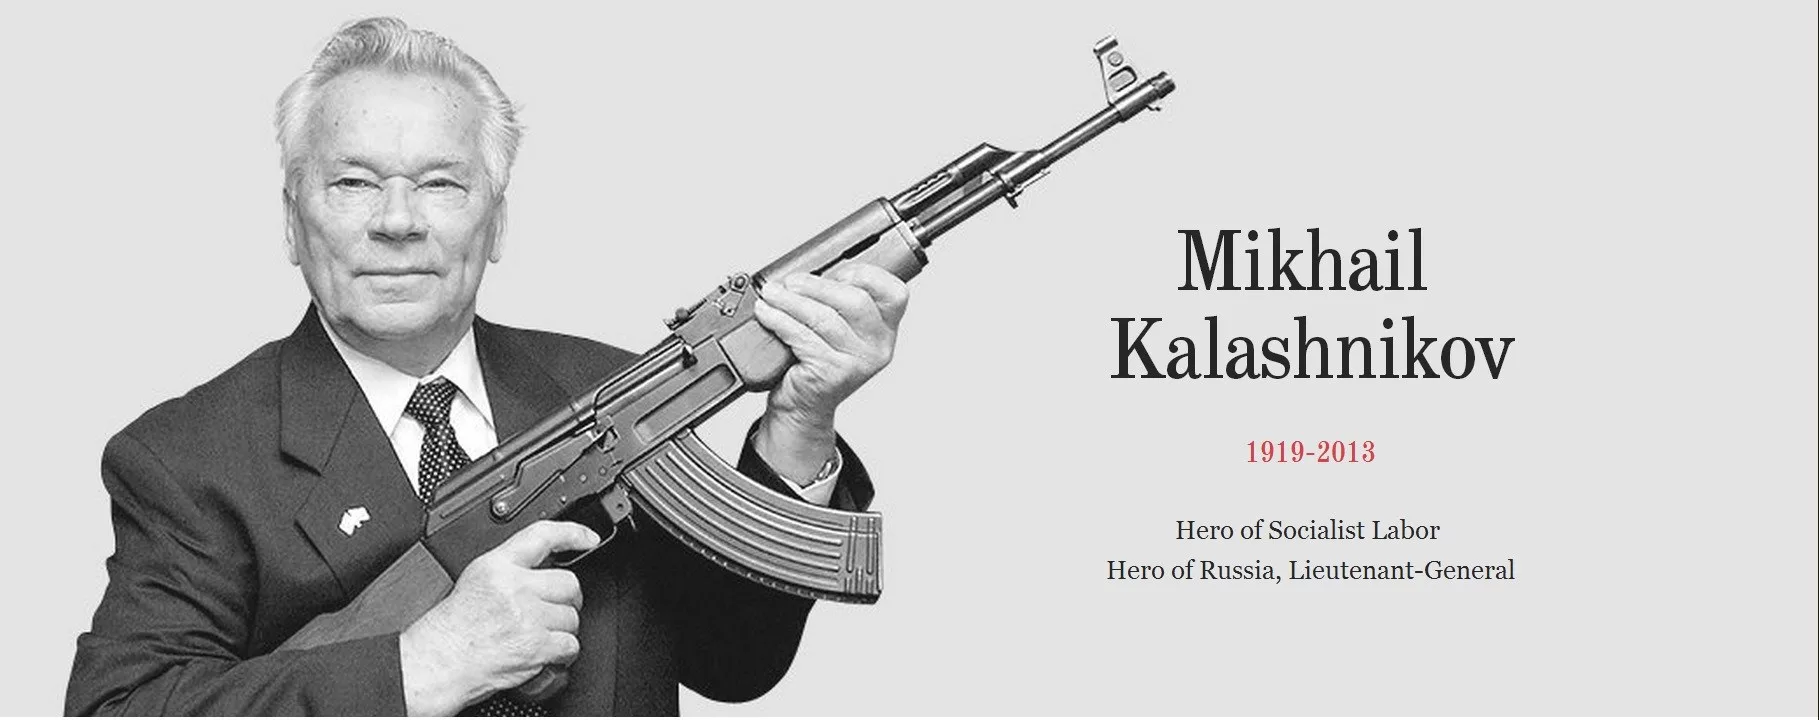 Mikhail
Kalashnikov
1919-2013
Hero of Socialist Labor
Hero of Russia, Lieutenant-General